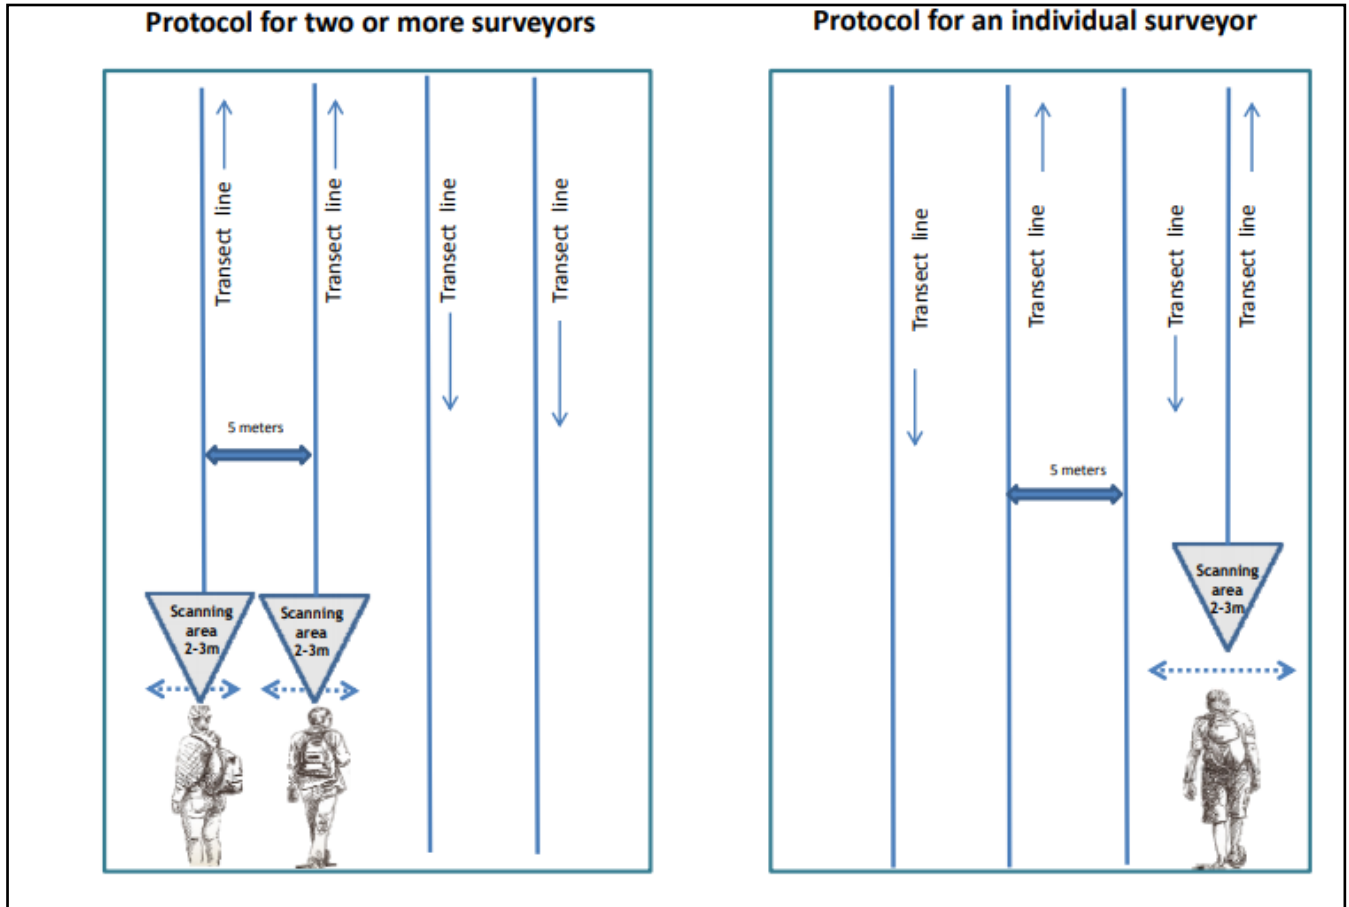 Protocol for two or more surveyors
Transect line
Transect line
Transect line
Transect line
5 meters
Scanning
area
2-3m
Scanning
area
2-3m
Protocol for an individual surveyor
Transect line
Transect line
Transect line
Transect line
5 meters
Scanning
area
2-3m